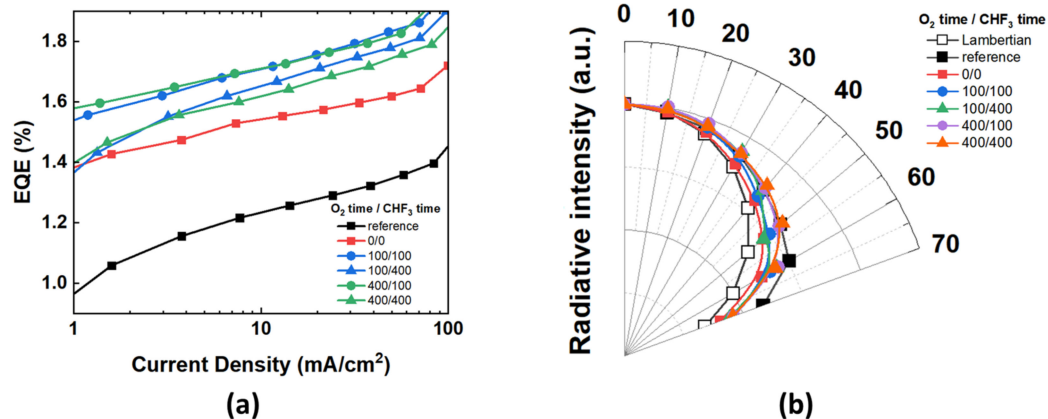 EQE (%)
1.8
1.6
1.4
1.2
1.0
O₂ time / CHF₃ time
reference
0/0
100/100
100/400
400/100
400/400
1
10
100
Current Density (mA/cm²)
(a)
Radiative intensity (a.u.)
0
10
20
30
40
50
60
70
O₂ time / CHF₃ time
Lambertian
reference
0/0
100/100
100/400
400/100
400/400
(b)